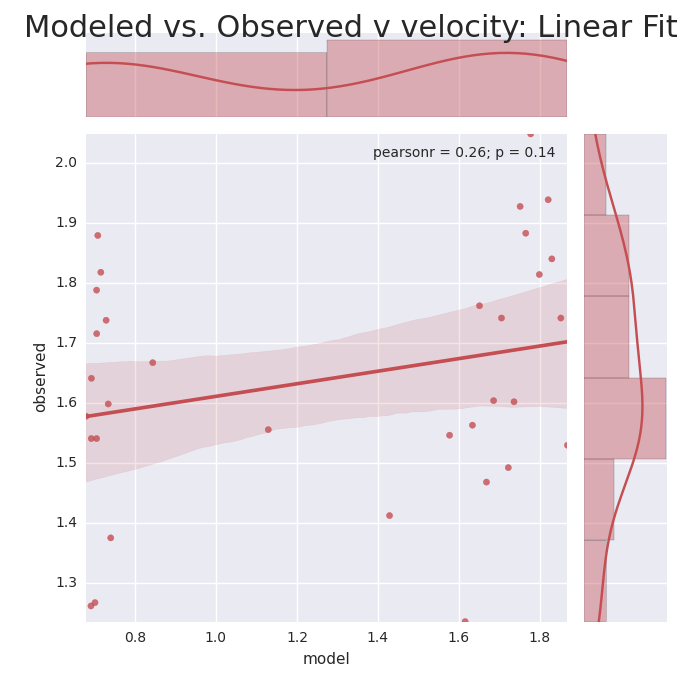 Modeled vs. Observed v velocity: Linear Fit
pearsonr = 0.26; p = 0.14
2.0
1.9
1.8
1.7
1.6
1.5
1.4
1.3
observed
0.8 1.0 1.2 1.4 1.6 1.8
model